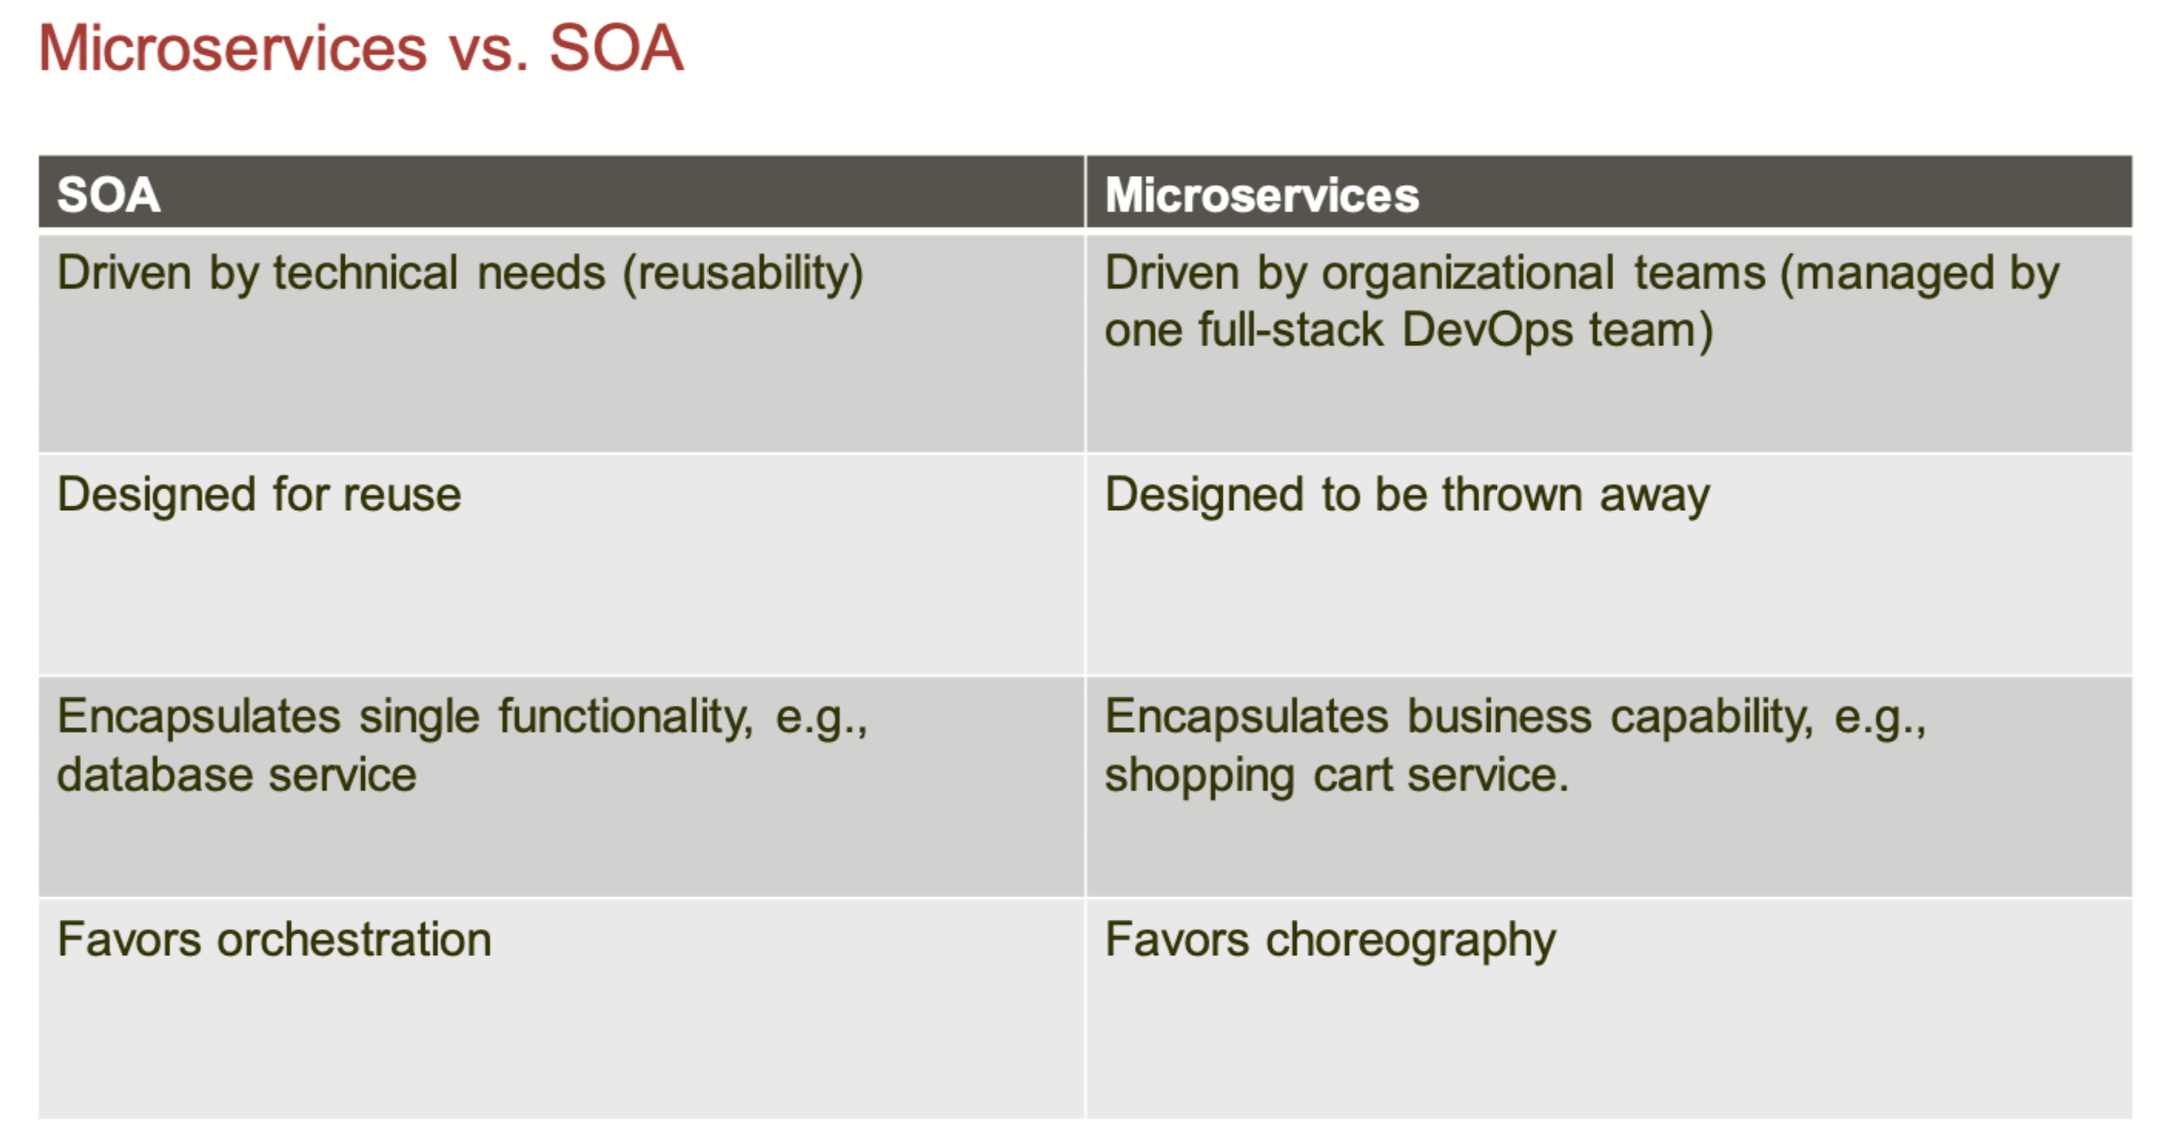 Microservices vs. SOA
SOA
Microservices
Driven by technical needs (reusability)
Driven by organizational teams (managed by
one full-stack DevOps team)
Designed for reuse
Designed to be thrown away
Encapsulates single functionality, e.g.,
database service
Encapsulates business capability, e.g.,
shopping cart service.
Favors orchestration
Favors choreography